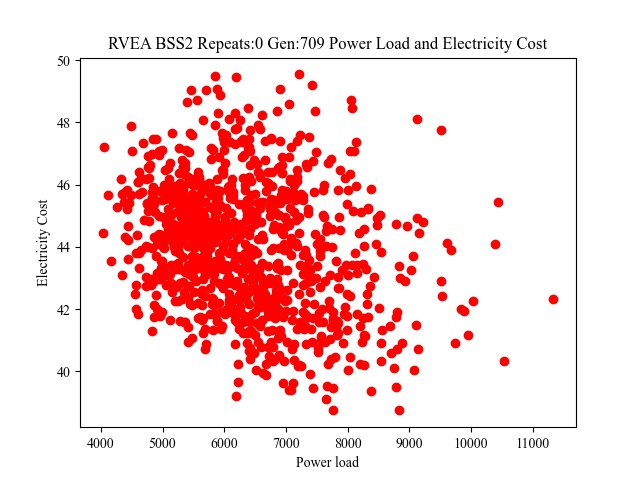 RVEA BSS2 Repeats:0 Gen:709 Power Load and Electricity Cost
50
48
46
44
42
40
Electricity Cost
4000 5000 6000 7000 8000 9000 10000 11000
Power load